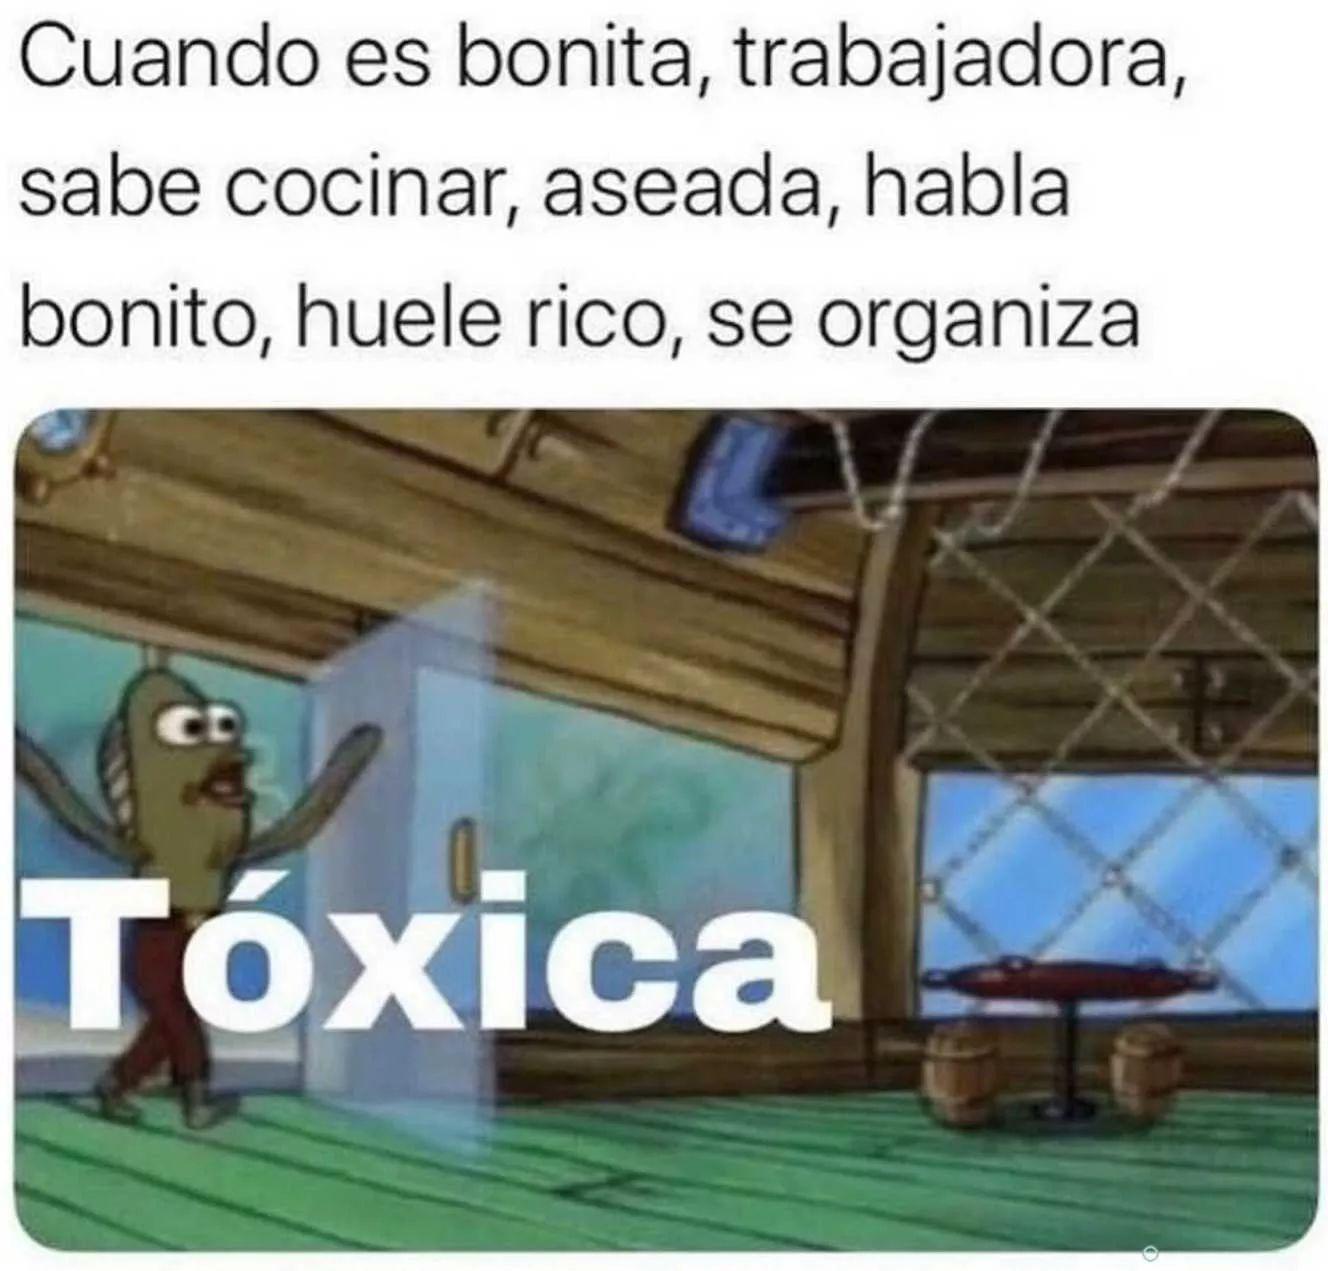 Cuando es bonita, trabajadora,
sabe cocinar, aseada, habla
bonito, huele rico, se organiza
Tóxica